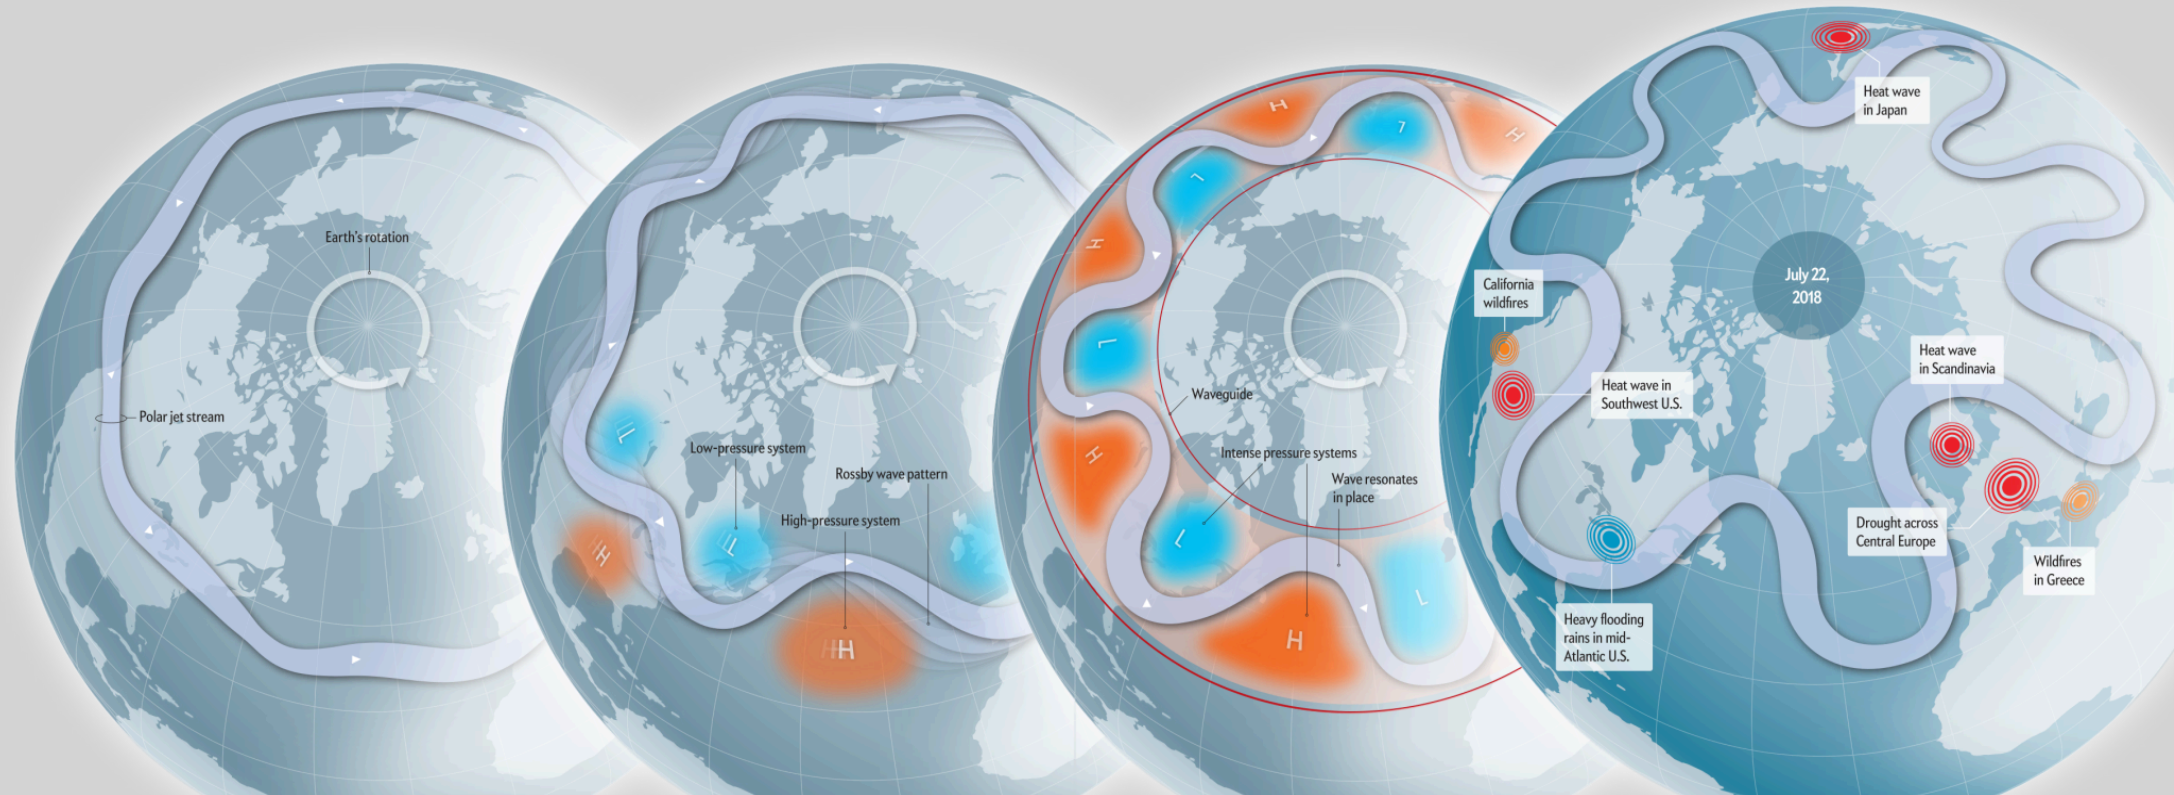 Earth's rotation
Polar jet stream
L
Low-pressure system
Rossby wave pattern
High-pressure system
H
L
H
H
L
H
L
H
L
Waveguide
H
Intense pressure systems
Wave resonates
in place
L
L
H
Heat wave
in Japan
July 22,
2018
California
wildfires
Heat wave in
Southwest U.S.
Heat wave
in Scandinavia
Drought across
Central Europe
Wildfires
in Greece
Heavy flooding
rains in mid-
Atlantic U.S.